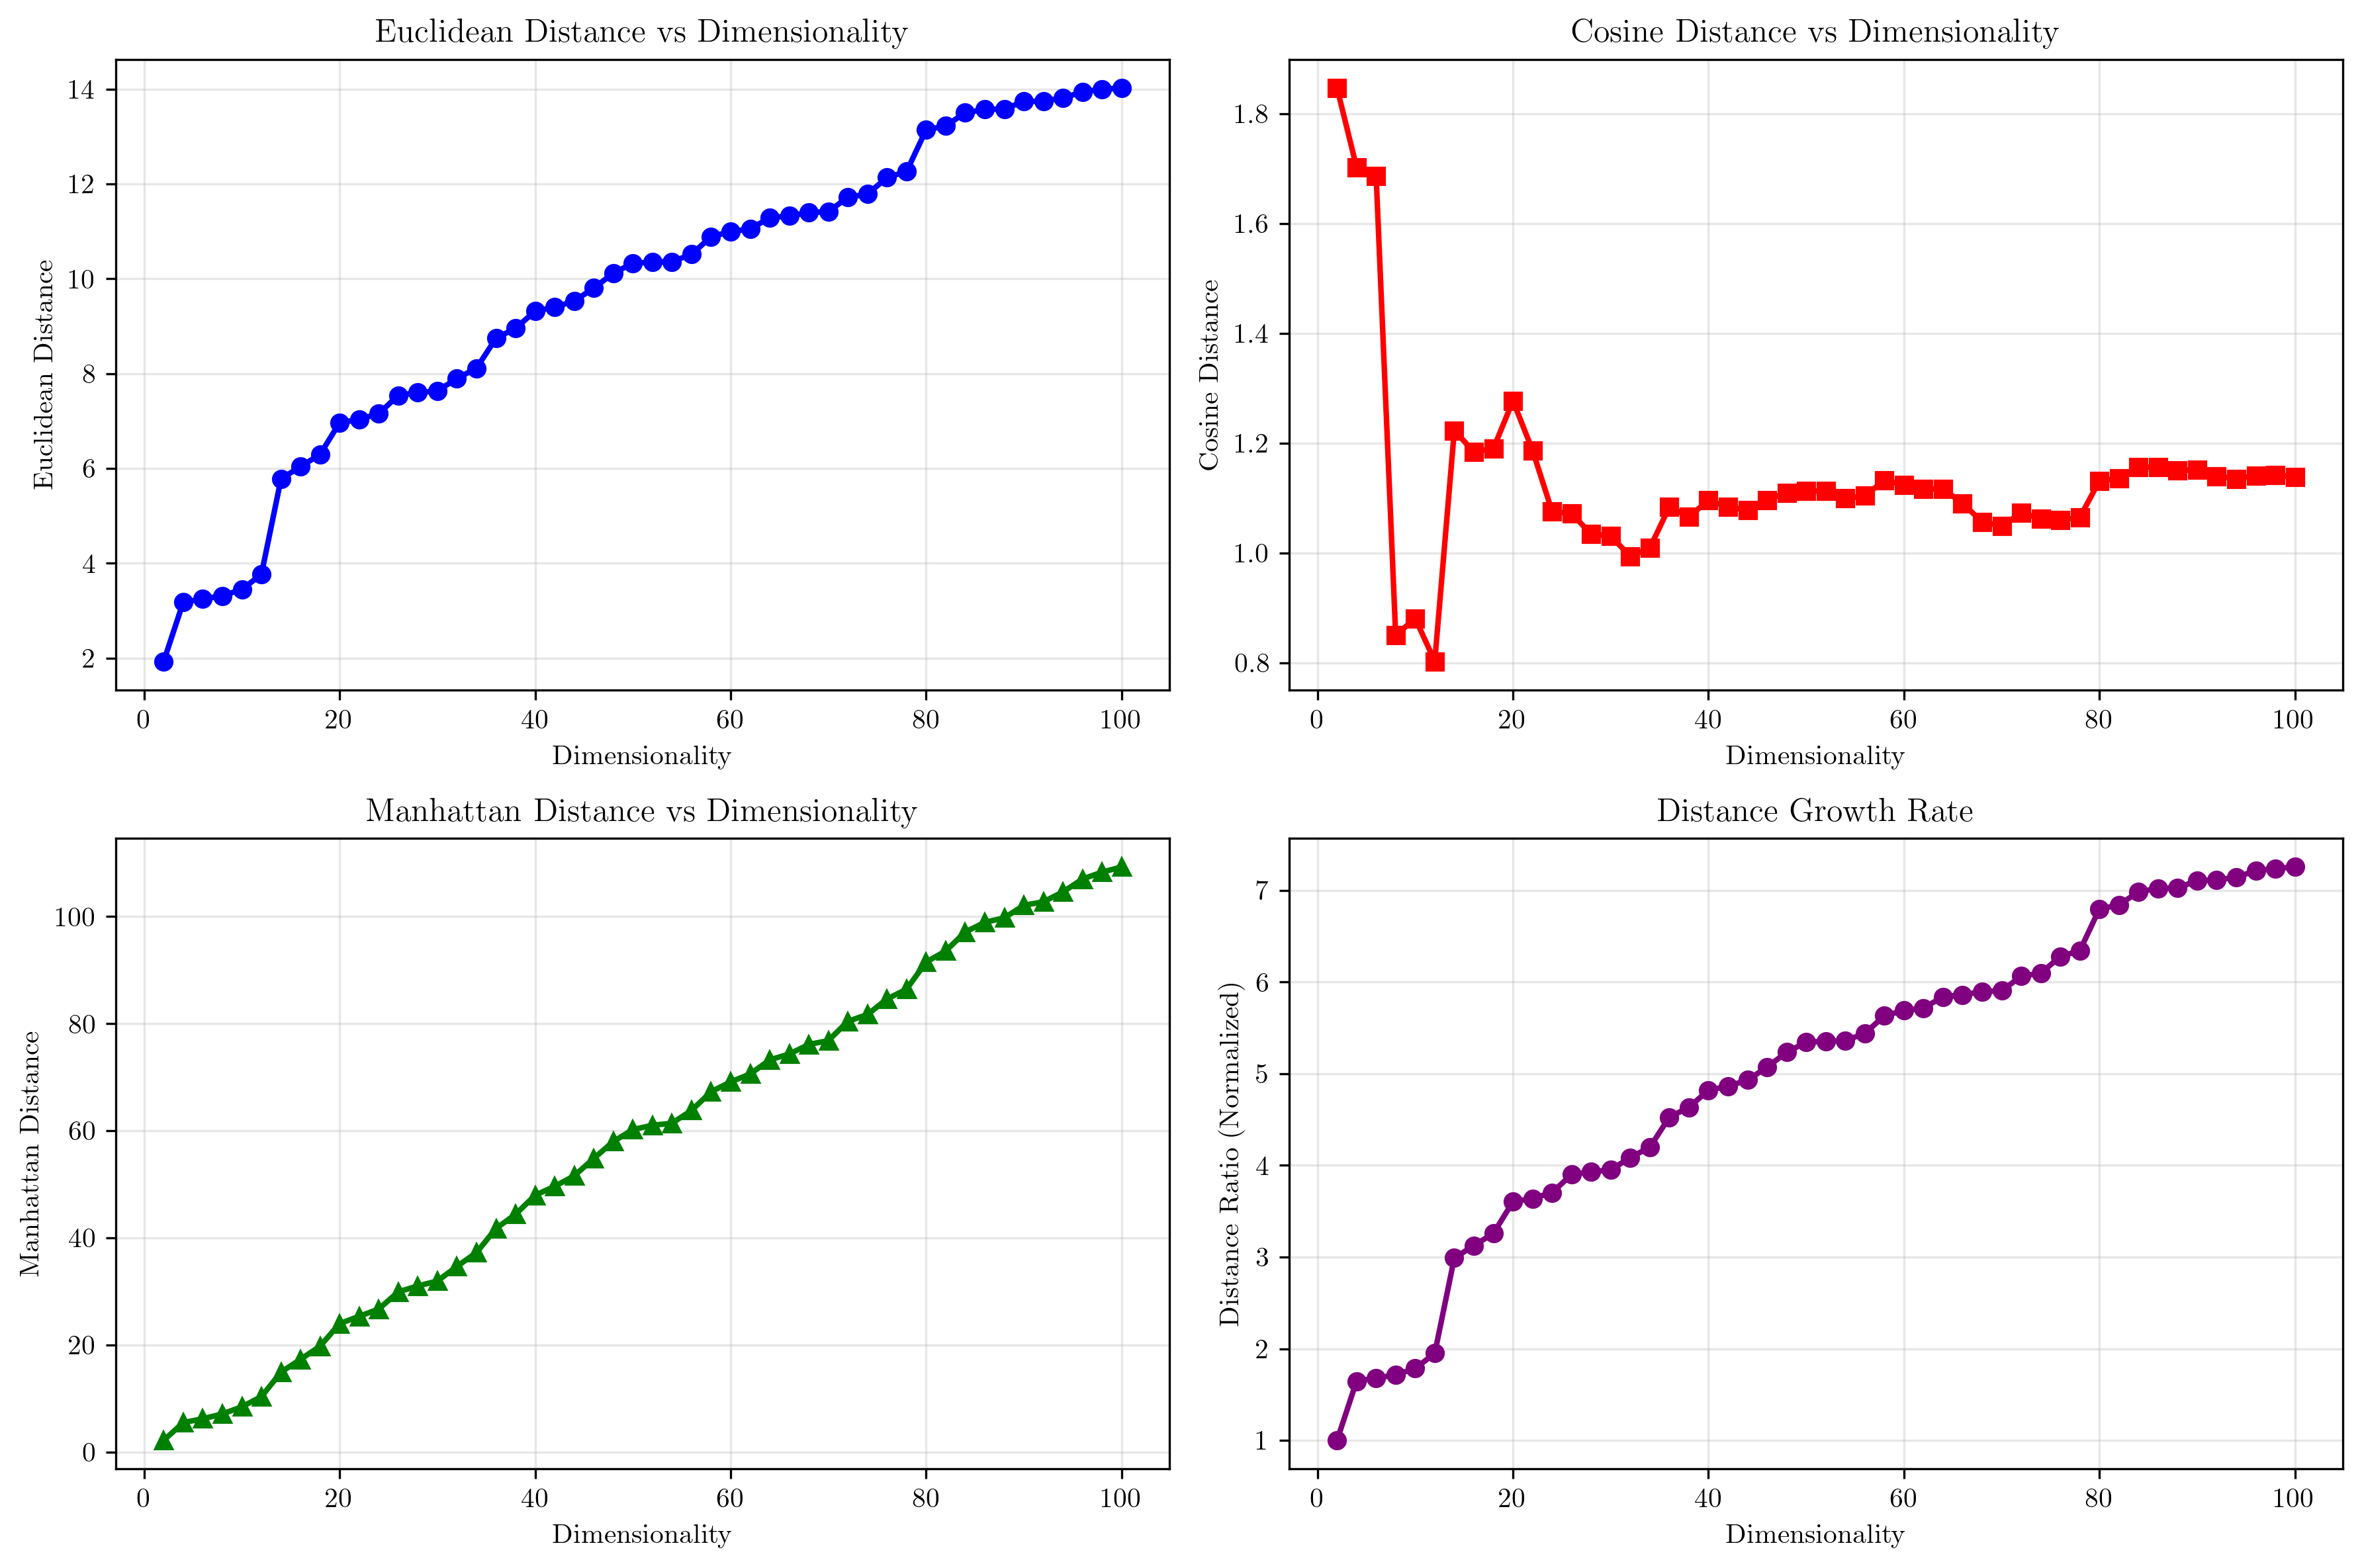 Euclidean Distance vs Dimensionality
Euclidean Distance
14
12
10
8
6
4
2
0 20 40 60 80 100
Dimensionality
Cosine Distance vs Dimensionality
Cosine Distance
1.8
1.6
1.4
1.2
1.0
0.8
0 20 40 60 80 100
Dimensionality
Manhattan Distance vs Dimensionality
Manhattan Distance
100
80
60
40
20
0
0 20 40 60 80 100
Dimensionality
Distance Growth Rate
Distance Ratio (Normalized)
7
6
5
4
3
2
1
0 20 40 60 80 100
Dimensionality